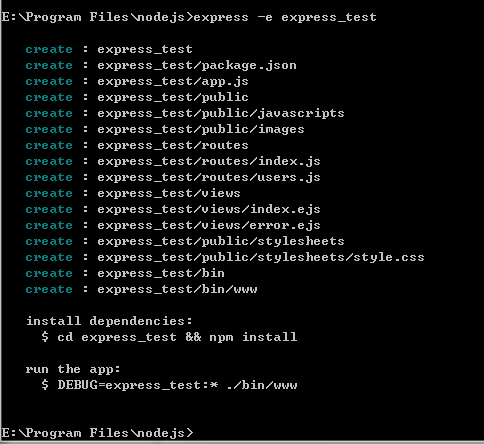 E:\Program Files\nodejs>express -e express_test
create : express_test
create : express_test/package.json
create : express_test/app.js
create : express_test/public
create : express_test/public/javascripts
create : express_test/public/images
create : express_test/routes
create : express_test/routes/index.js
create : express_test/routes/users.js
create : express_test/views
create : express_test/views/index.ejs
create : express_test/views/error.ejs
create : express_test/public/stylesheets
create : express_test/public/stylesheets/style.css
create : express_test/bin
create : express_test/bin/www
install dependencies:
$ cd express_test && npm install
run the app:
$ DEBUG=express_test:* ./bin/www
E:\Program Files\nodejs>